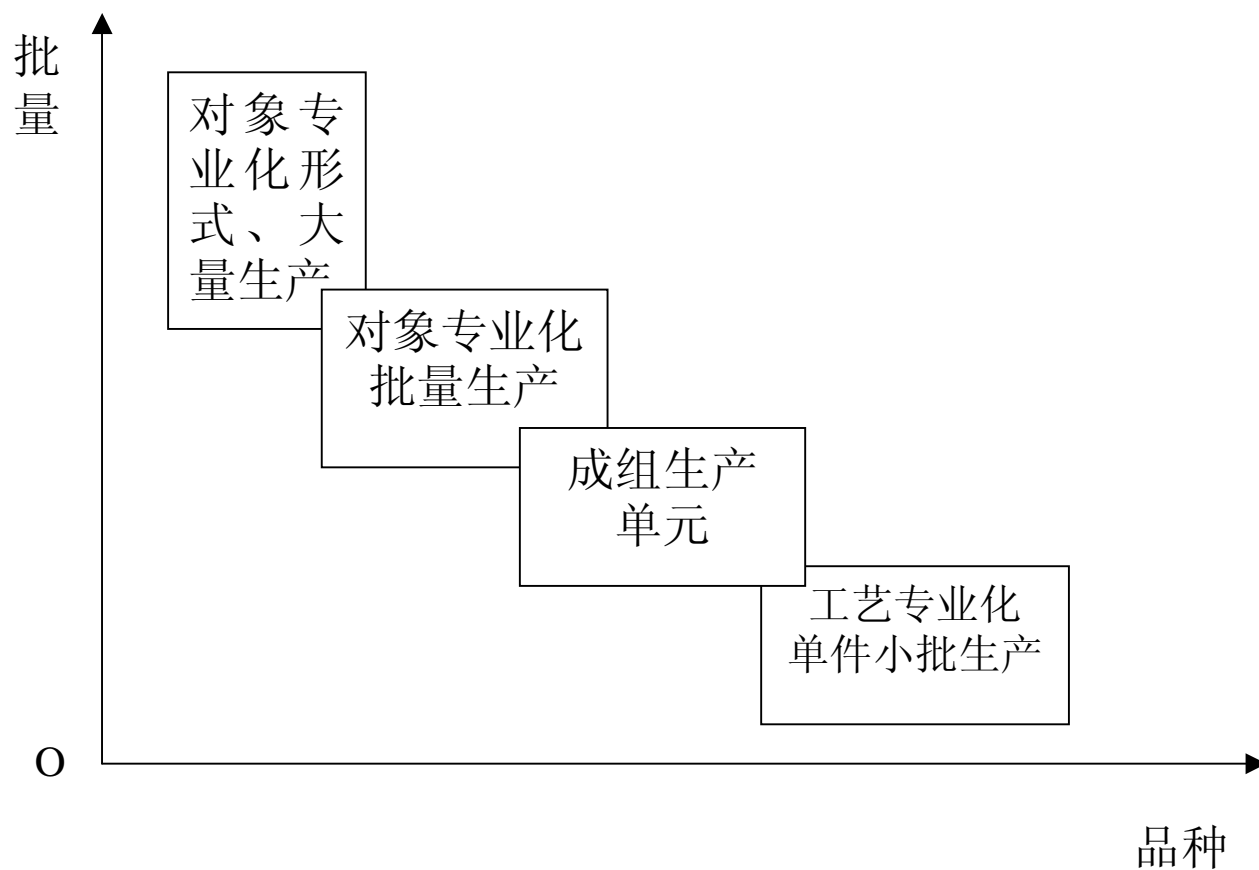 批
量
对象专
业化形
式、大
量生产
对象专业化
批量生产
成组生产
单元
工艺专业化
单件小批生产
O
品种